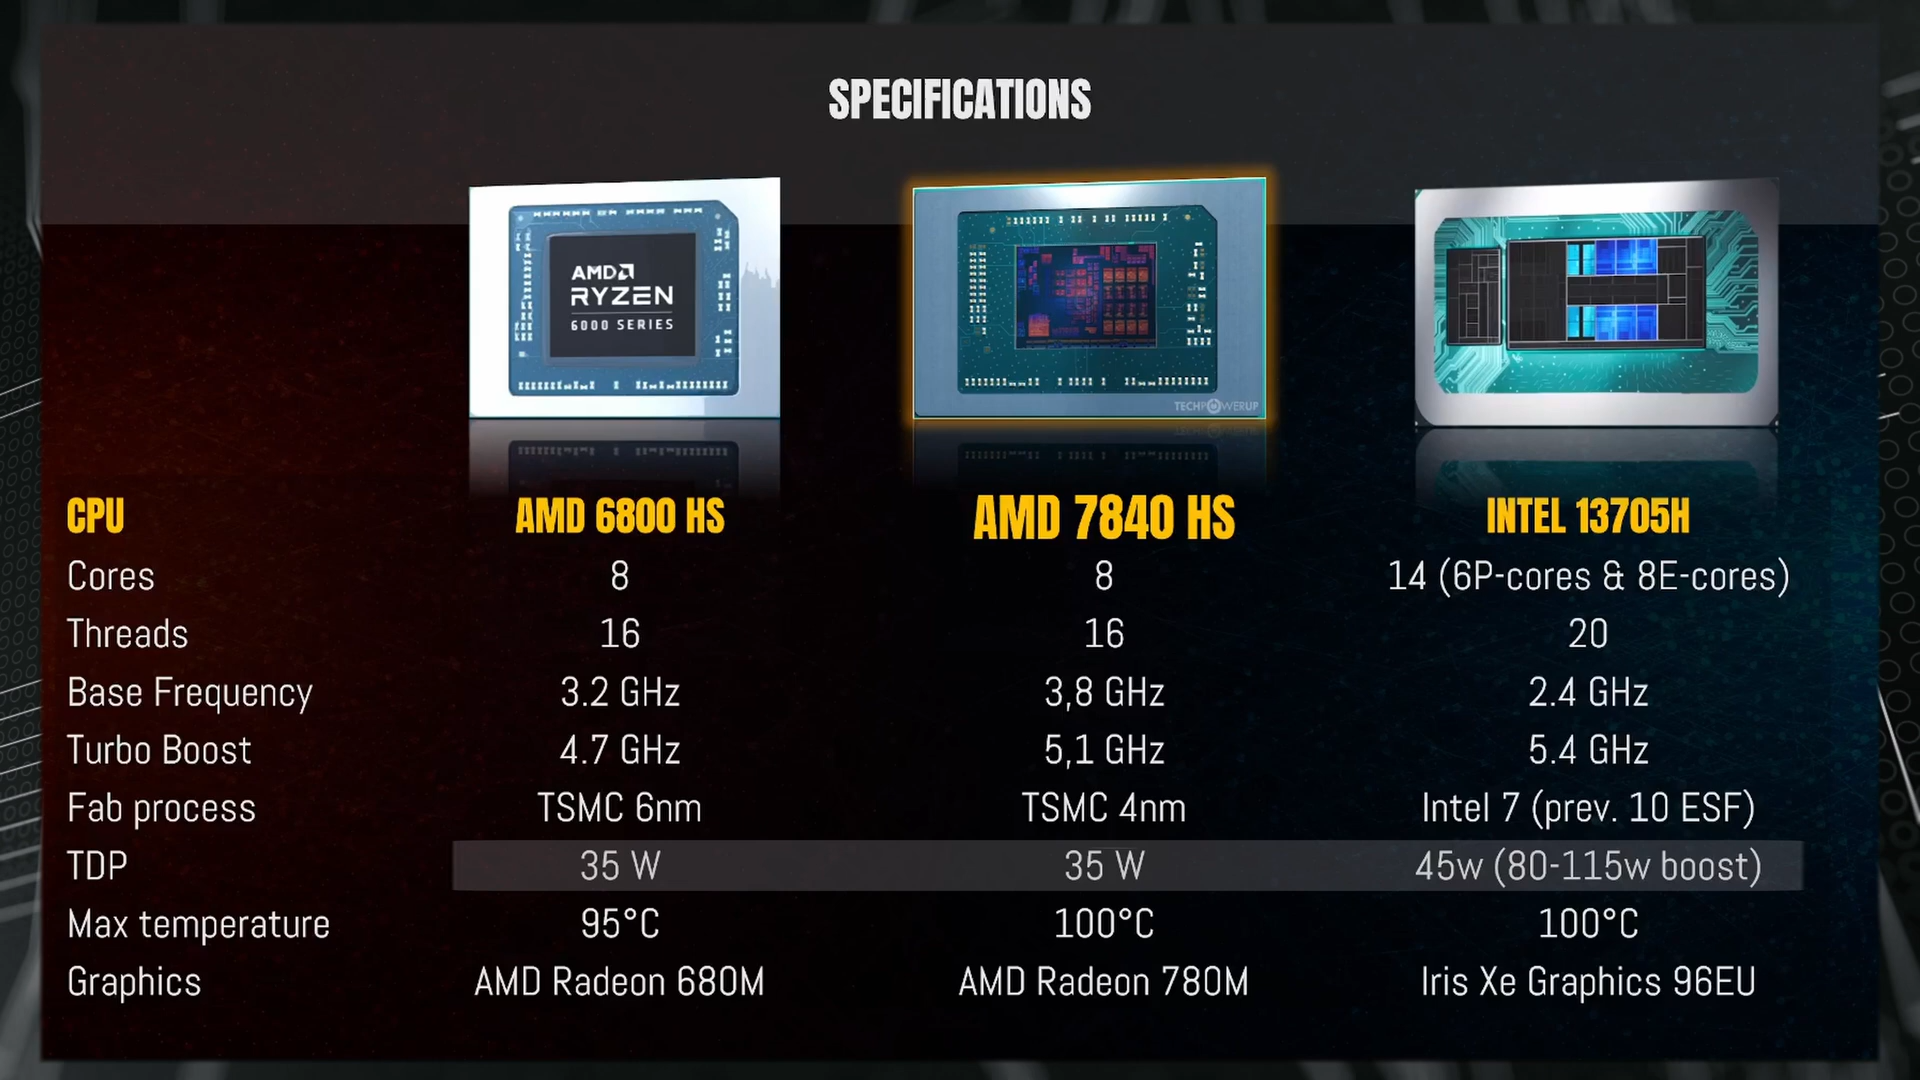 SPECIFICATIONS
AMD
RYZEN
6000 SERIES
TECHPOWERUP
CPU AMD 6800 HS AMD 7840 HS INTEL 13705H
Cores 8 8 14 (6P-cores & 8E-cores)
Threads 16 16 20
Base Frequency 3.2 GHz 3,8 GHz 2.4 GHz
Turbo Boost 4.7 GHz 5,1 GHz 5.4 GHz
Fab process TSMC 6nm TSMC 4nm Intel 7 (prev. 10 ESF)
TDP 35 W 35 W 45w (80-115w boost)
Max temperature 95°C 100°C 100°C
Graphics AMD Radeon 680M AMD Radeon 780M Iris Xe Graphics 96EU